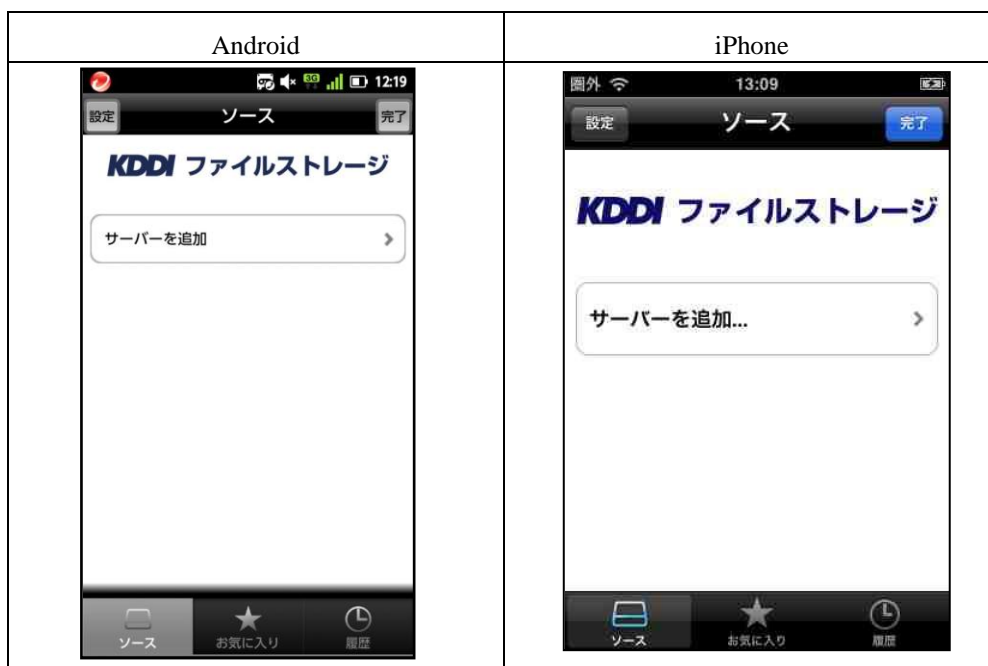 Android
iPhone
3G 12:19
設定 ソース 完了
KDDI ファイルストレージ
サーバーを追加
ソース お気に入り 履歴
圏外 13:09
設定 ソース 完了
KDDI ファイルストレージ
サーバーを追加...
ソース お気に入り 履歴